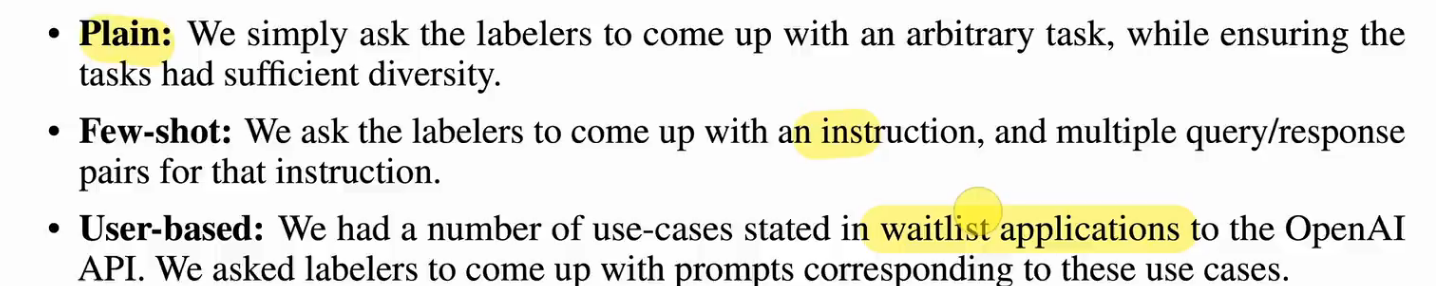 • Plain: We simply ask the labelers to come up with an arbitrary task, while ensuring the
tasks had sufficient diversity.
• Few-shot: We ask the labelers to come up with an instruction, and multiple query/response
pairs for that instruction.
• User-based: We had a number of use-cases stated in waitlist applications to the OpenAI
API. We asked labelers to come up with prompts corresponding to these use cases.